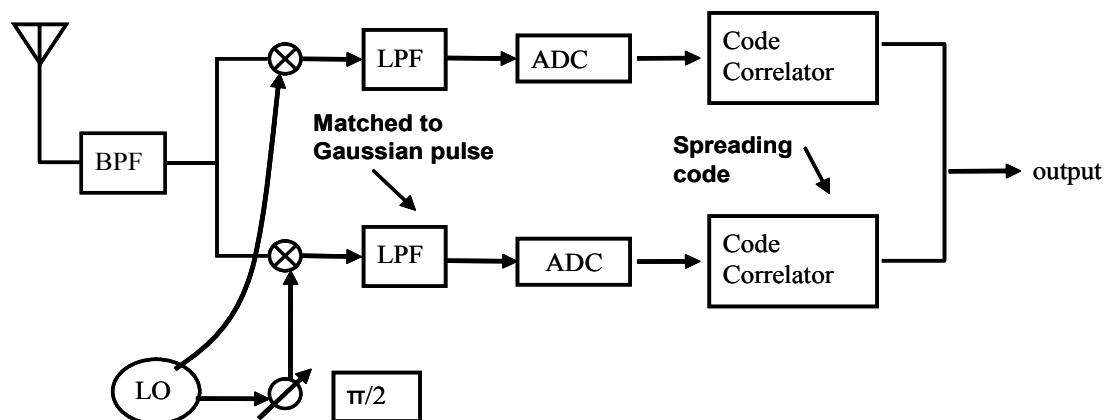 LPF
ADC
Code
Correlator
Matched to
Gaussian pulse
BPF
Spreading
code
output
LPF
ADC
Code
Correlator
LO
π/2